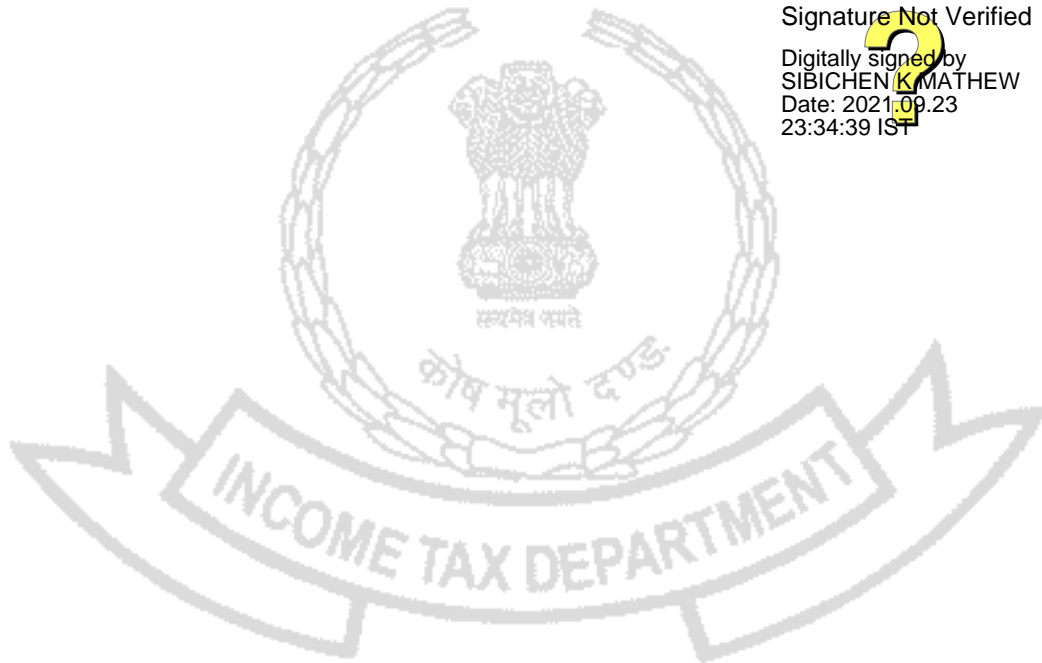 Signature Not Verified
Digitally signed by
SIBICHEN K MATHEW
Date: 2021.09.23
23:34:39 IST
सत्यमेव जयते
कोष मूलो दण्ड:
INCOME TAX DEPARTMENT